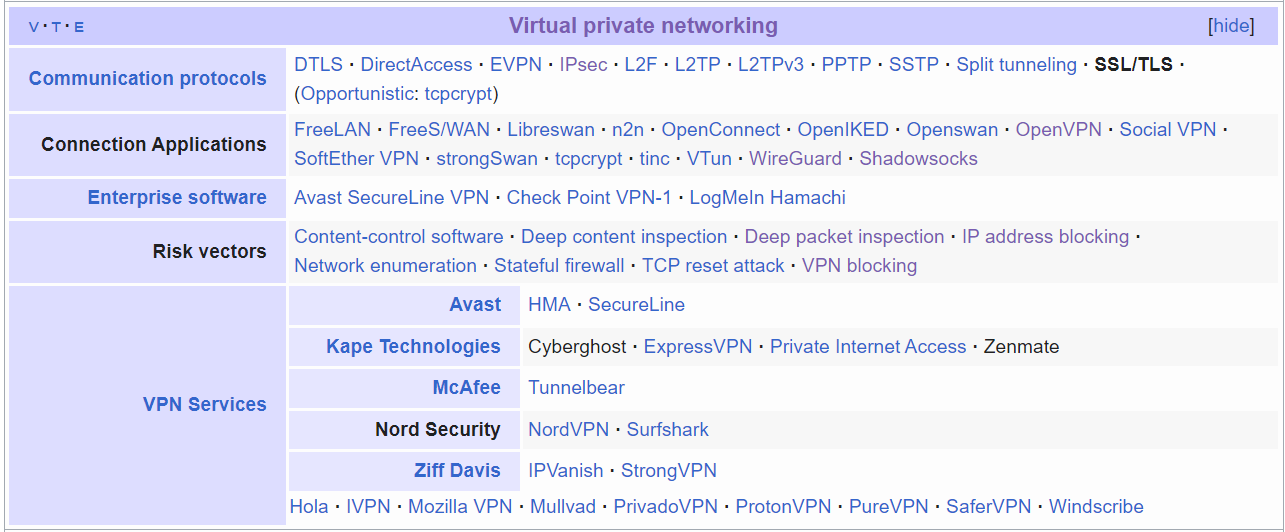 V · T · E Virtual private networking [hide]
Communication protocols DTLS · DirectAccess · EVPN · IPsec · L2F · L2TP · L2TPv3 · PPTP · SSTP · Split tunneling · SSL/TLS ·
(Opportunistic: tcpcrypt)
Connection Applications FreeLAN · FreeS/WAN · Libreswan · n2n · OpenConnect · OpenIKED · Openswan · OpenVPN · Social VPN ·
SoftEther VPN · strongSwan · tcpcrypt · tinc · VTun · WireGuard · Shadowsocks
Enterprise software Avast SecureLine VPN · Check Point VPN-1 · LogMeIn Hamachi
Risk vectors Content-control software · Deep content inspection · Deep packet inspection · IP address blocking ·
Network enumeration · Stateful firewall · TCP reset attack · VPN blocking
VPN Services
Avast HMA · SecureLine
Kape Technologies Cyberghost · ExpressVPN · Private Internet Access · Zenmate
McAfee Tunnelbear
Nord Security NordVPN · Surfshark
Ziff Davis IPVanish · StrongVPN
Hola · IVPN · Mozilla VPN · Mullvad · PrivadoVPN · ProtonVPN · PureVPN · SaferVPN · Windscribe